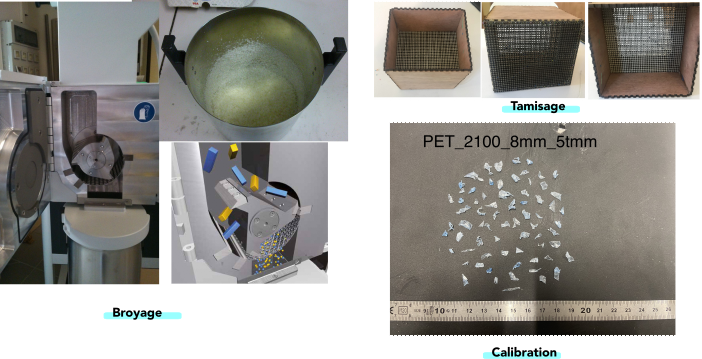 Tamisage
PET_2100_8mm_5tmm
10 11 12 13 14 15 16 17 18 19 20 21 22 23 24 25 26
Broyage
Calibration